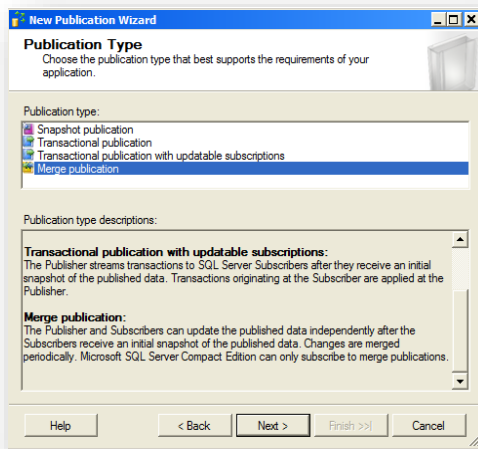 New Publication Wizard
Publication Type
Choose the publication type that best supports the requirements of your
application.
Publication type:
Snapshot publication
Transactional publication
Transactional publication with updatable subscriptions
Merge publication
Publication type descriptions:
Transactional publication with updatable subscriptions:
The Publisher streams transactions to SQL Server Subscribers after they receive an initial
snapshot of the published data. Transactions originating at the Subscriber are applied at the
Publisher.
Merge publication:
The Publisher and Subscribers can update the published data independently after the
Subscribers receive an initial snapshot of the published data. Changes are merged
periodically. Microsoft SQL Server Compact Edition can only subscribe to merge publications.
Help
< Back
Next >
Finish >>|
Cancel